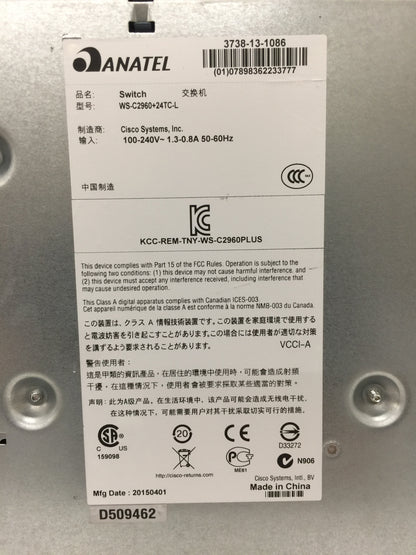 ANATEL
3738-13-1086
(01)07898362233777
品名: Switch 交换机
型号: WS-C2960+24TC-L
制造商: Cisco Systems, Inc.
输入: 100-240V~ 1.3-0.8A 50-60Hz
CCC
中国制造
KCC-REM-TNY-WS-C2960PLUS
This device complies with Part 15 of the FCC Rules. Operation is subject to the
following two conditions: (1) this device may not cause harmful interference, and
(2) this device must accept any interference received, including interference
that may cause undesired operation.
This Class A digital apparatus complies with Canadian ICES-003.
Cet appareil numérique de la classe A est conforme à la norme NMB-003 du Canada.
この装置は、クラス A 情報技術装置です。この装置を家庭環境で使用する
と電波妨害を引き起こすことがあります。この場合には使用者が適切な対策
を講ずるよう要求されることがあります。 VCCI-A
警告使用者:
這是甲類的資訊產品，在居住的環境中使用時，可能會造成射頻
干擾，在這種情況下，使用者會被要求採取某些適當的對策。
声明: 此为A级产品，在生活环境中，该产品可能会造成无线电干扰，
在这种情况下，可能需要用户对其干扰采取切实可行的措施。
C US
159098
20
ME61
D33272
N906
http://cisco-returns.com
Cisco Systems, Intl., BV
Mfg Date : 20150401
Made in China
D509462